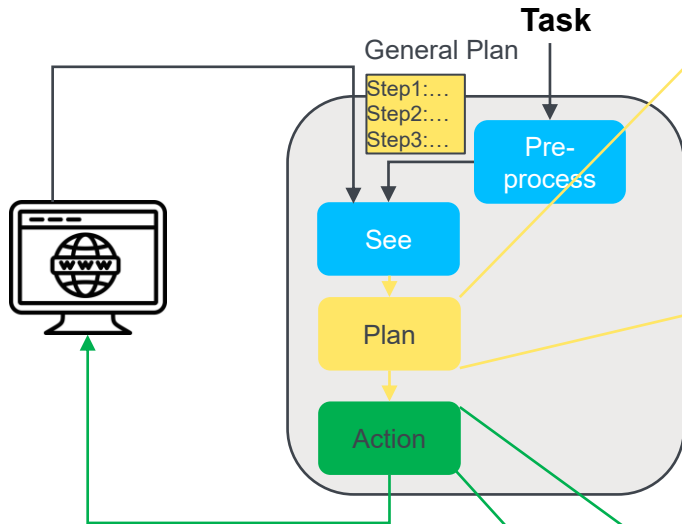 Task
General Plan
Step1:…
Step2:…
Step3:…
Pre-
process
See
WWW
Plan
Action